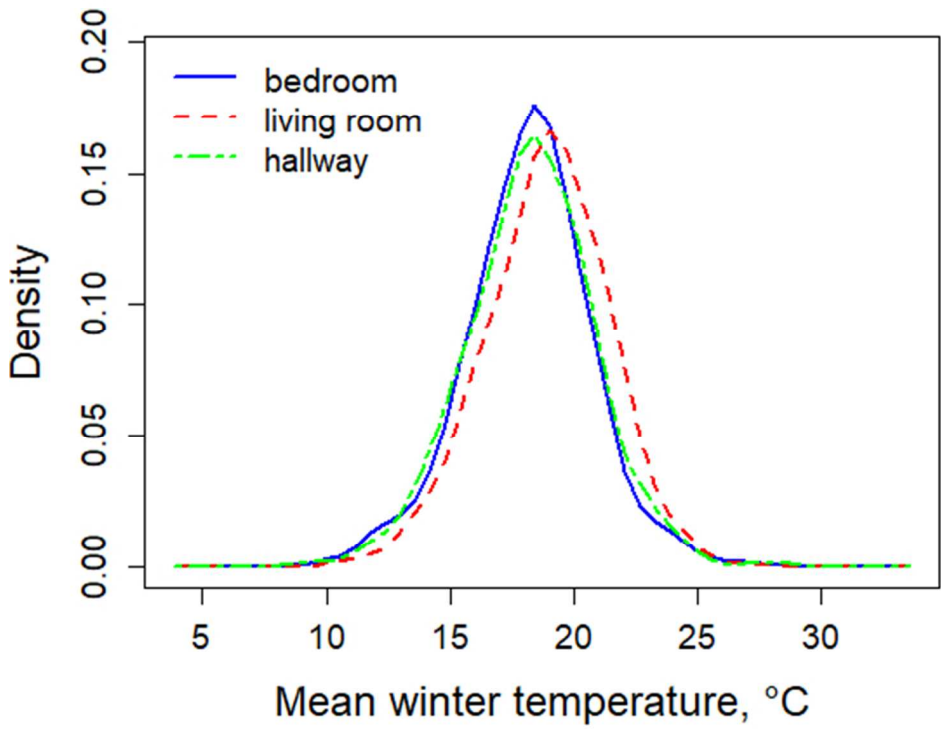 0.20
0.15
0.10
0.05
0.00
Density
bedroom
living room
hallway
5 10 15 20 25 30
Mean winter temperature, °C